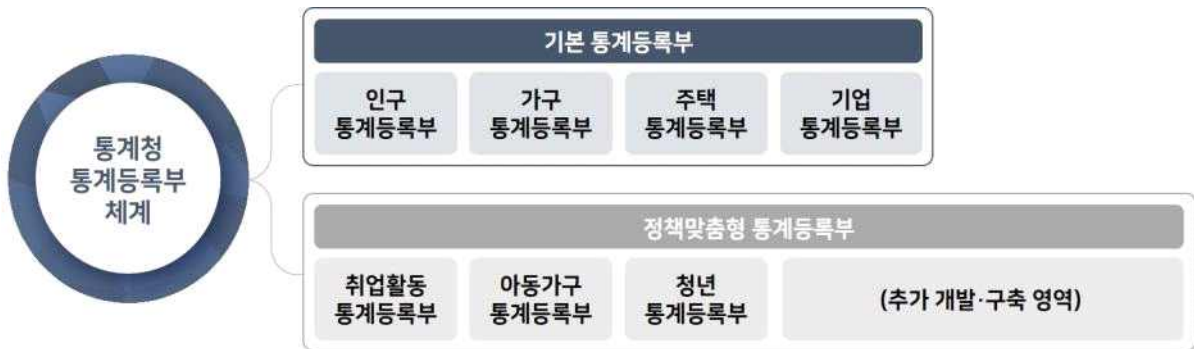 통계청
통계등록부
체계
기본 통계등록부
인구
통계등록부
가구
통계등록부
주택
통계등록부
기업
통계등록부
정책맞춤형 통계등록부
취업활동
통계등록부
아동가구
통계등록부
청년
통계등록부
(추가 개발·구축 영역)